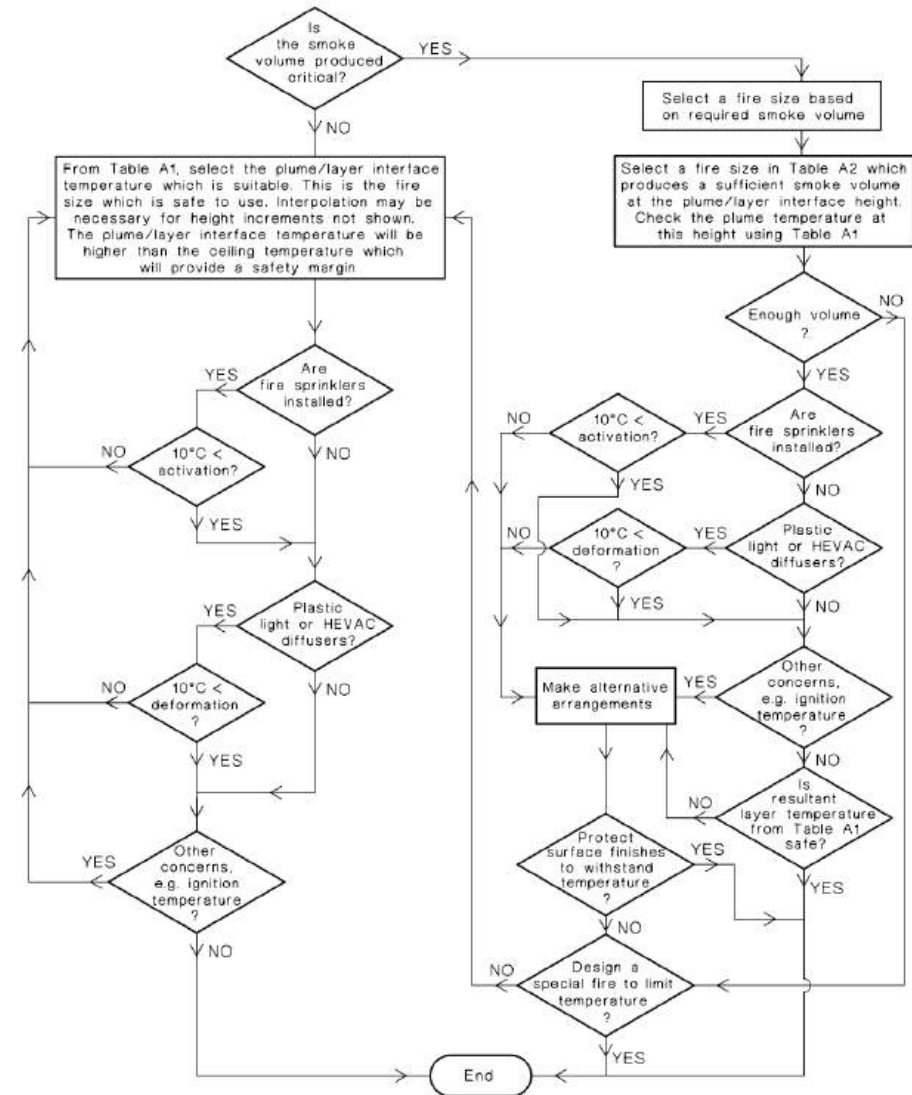 Is
the smoke
volume produced
critical?
YES
NO
Select a fire size based
on required smoke volume
From Table A1, select the plume/layer interface
temperature which is suitable. This is the fire
size which is safe to use. Interpolation may be
necessary for height increments not shown.
The plume/layer interface temperature will be
higher than the ceiling temperature which
will provide a safety margin
Select a fire size in Table A2 which
produces a sufficient smoke volume
at the plume/layer interface height.
Check the plume temperature at
this height using Table A1
Enough volume
?
NO
YES
Are
fire sprinklers
installed?
YES
NO
10°C <
activation?
NO
YES
Plastic
light or HEVAC
diffusers?
YES
NO
10°C <
deformation
?
NO
YES
Other
concerns,
e.g. ignition
temperature
?
YES
NO
Are
fire sprinklers
installed?
YES
NO
10°C <
activation?
NO
YES
Plastic
light or HEVAC
diffusers?
YES
NO
10°C <
deformation
?
NO
YES
Other
concerns,
e.g. ignition
temperature
?
YES
NO
Make alternative
arrangements
Is
resultant
layer temperature
from Table A1
safe?
NO
YES
Protect
surface finishes
to withstand
temperature
?
YES
NO
Design a
special fire to limit
temperature
?
NO
YES
End